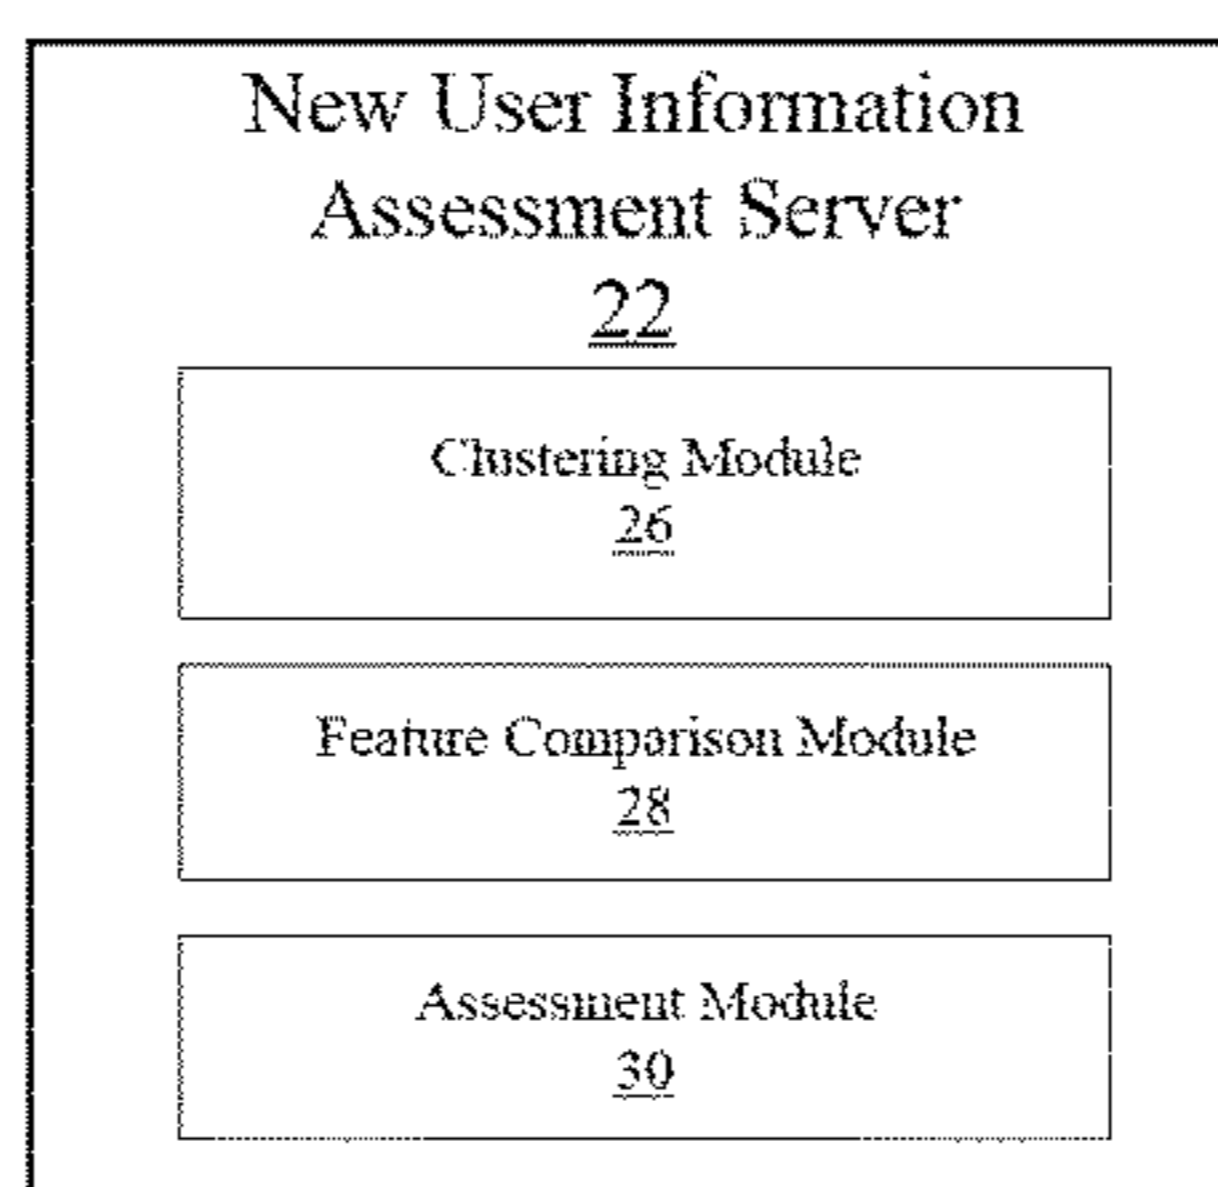 New User Information
Assessment Server
22
Clustering Module
26
Feature Comparison Module
28
Assessment Module
30